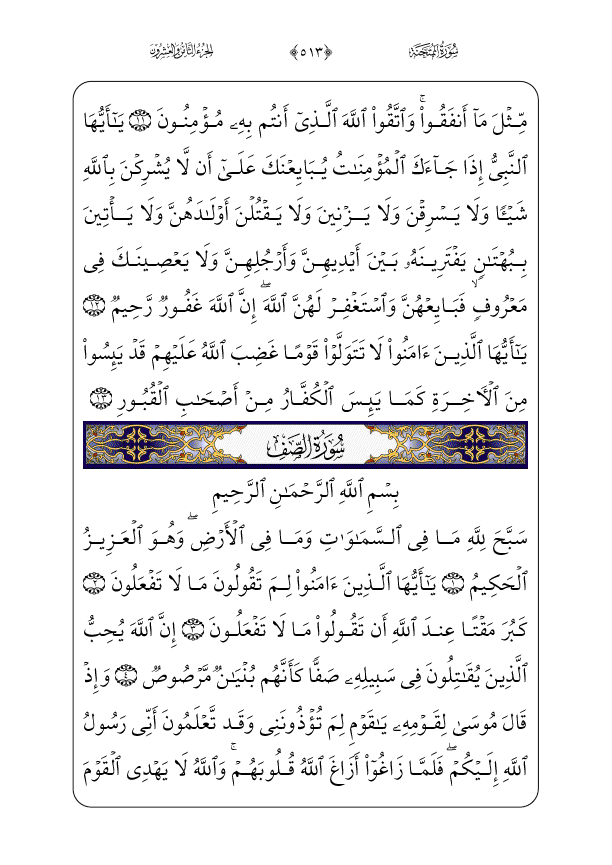 سُورَةُ المُمْتَحنَة ﴿٥١٣﴾ الجُزءُ الثَّامِنُ وَالعِشْرُون
مِّثْلَ مَآ أَنفَقُوا۟ ۚ وَٱتَّقُوا۟ ٱللَّهَ ٱلَّذِىٓ أَنتُم بِهِۦ مُؤْمِنُونَ ١١ يَـٰٓأَيُّهَا
ٱلنَّبِىُّ إِذَا جَآءَكَ ٱلْمُؤْمِنَـٰتُ يُبَايِعْنَكَ عَلَىٰٓ أَن لَّا يُشْرِكْنَ بِٱللَّهِ
شَيْـًٔا وَلَا يَسْرِقْنَ وَلَا يَزْنِينَ وَلَا يَقْتُلْنَ أَوْلَـٰدَهُنَّ وَلَا يَأْتِينَ
بِبُهْتَـٰنٍ يَفْتَرِينَهُۥ بَيْنَ أَيْدِيهِنَّ وَأَرْجُلِهِنَّ وَلَا يَعْصِينَكَ فِى
مَعْرُوفٍ ۙ فَبَايِعْهُنَّ وَٱسْتَغْفِرْ لَهُنَّ ٱللَّهَ ۖ إِنَّ ٱللَّهَ غَفُورٌ رَّحِيمٌ ١٢
يَـٰٓأَيُّهَا ٱلَّذِينَ ءَامَنُوا۟ لَا تَتَوَلَّوْا۟ قَوْمًا غَضِبَ ٱللَّهُ عَلَيْهِمْ قَدْ يَئِسُوا۟
مِنَ ٱلْـَٔاخِرَةِ كَمَا يَئِسَ ٱلْكُفَّارُ مِنْ أَصْحَـٰبِ ٱلْقُبُورِ ١٣
سُورَةُ الصَّف
بِسْمِ ٱللَّهِ ٱلرَّحْمَـٰنِ ٱلرَّحِيمِ
سَبَّحَ لِلَّهِ مَا فِى ٱلسَّمَـٰوَٰتِ وَمَا فِى ٱلْأَرْضِ ۖ وَهُوَ ٱلْعَزِيزُ
ٱلْحَكِيمُ ١ يَـٰٓأَيُّهَا ٱلَّذِينَ ءَامَنُوا۟ لِمَ تَقُولُونَ مَا لَا تَفْعَلُونَ ٢
كَبُرَ مَقْتًا عِندَ ٱللَّهِ أَن تَقُولُوا۟ مَا لَا تَفْعَلُونَ ٣ إِنَّ ٱللَّهَ يُحِبُّ
ٱلَّذِينَ يُقَـٰتِلُونَ فِى سَبِيلِهِۦ صَفًّا كَأَنَّهُم بُنْيَـٰنٌ مَّرْصُوصٌ ٤ وَإِذْ
قَالَ مُوسَىٰ لِقَوْمِهِۦ يَـٰقَوْمِ لِمَ تُؤْذُونَنِى وَقَد تَّعْلَمُونَ أَنِّى رَسُولُ
ٱللَّهِ إِلَيْكُمْ ۖ فَلَمَّا زَاغُوٓا۟ أَزَاغَ ٱللَّهُ قُلُوبَهُمْ ۚ وَٱللَّهُ لَا يَهْدِى ٱلْقَوْمَ